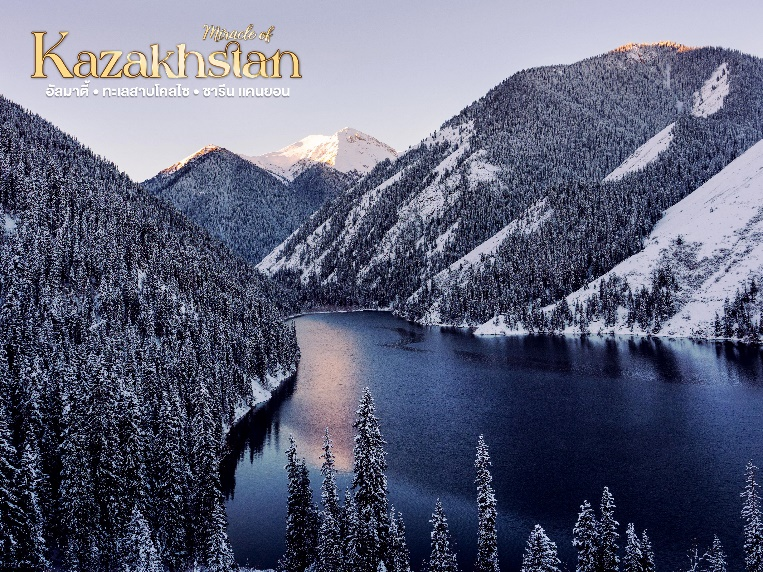 Miracle of
Kazakhstan
อัลมาตี้ • ทะเลสาบโคลไซ • ชาริน แคนยอน